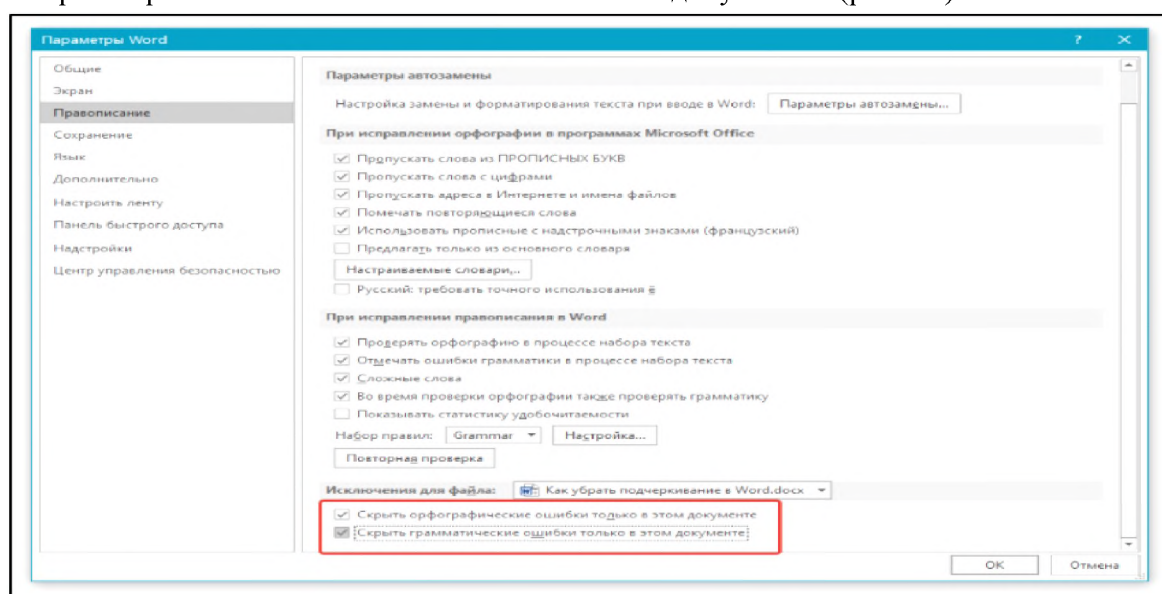 Параметры Word
? ×
Общие
Экран
Правописание
Сохранение
Язык
Дополнительно
Настроить ленту
Панель быстрого доступа
Надстройки
Центр управления безопасностью
Параметры автозамены
Настройка замены и форматирования текста при вводе в Word: Параметры автозамены...
При исправлении орфографии в программах Microsoft Office
Пропускать слова из ПРОПИСНЫХ БУКВ
Пропускать слова с цифрами
Пропускать адреса в Интернете и имена файлов
Помечать повторяющиеся слова
Использовать прописные с надстрочными знаками (французский)
Предлагать только из основного словаря
Настраиваемые словари...
Русский: требовать точного использования ё
При исправлении правописания в Word
Проверять орфографию в процессе набора текста
Отмечать ошибки грамматики в процессе набора текста
Сложные слова
Во время проверки орфографии также проверять грамматику
Показывать статистику удобочитаемости
Набор правил: Grammar Настройка...
Повторная проверка
Исключения для файла: Как убрать подчеркивание в Word.docx
Скрыть орфографические ошибки только в этом документе
Скрыть грамматические ошибки только в этом документе
ОК Отмена